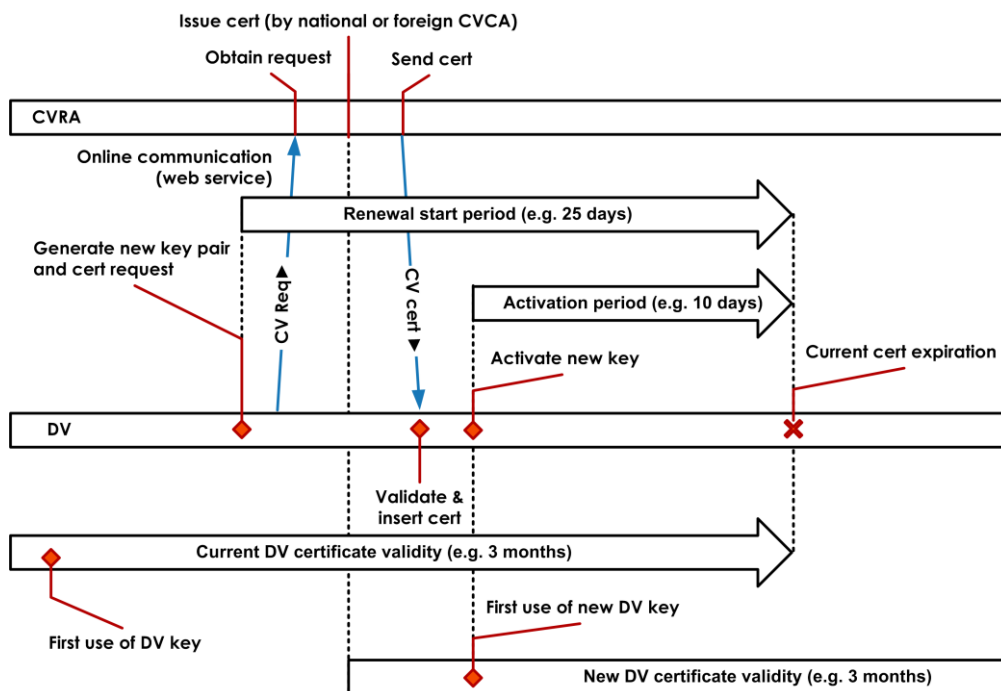 Issue cert (by national or foreign CVCA)
Obtain request
Send cert
CVRA
Online communication
(web service)
Renewal start period (e.g. 25 days)
Generate new key pair
and cert request
CV Req▶
CV cert▶
Activation period (e.g. 10 days)
Activate new key
Current cert expiration
DV
Validate &
insert cert
Current DV certificate validity (e.g. 3 months)
First use of DV key
First use of new DV key
New DV certificate validity (e.g. 3 months)